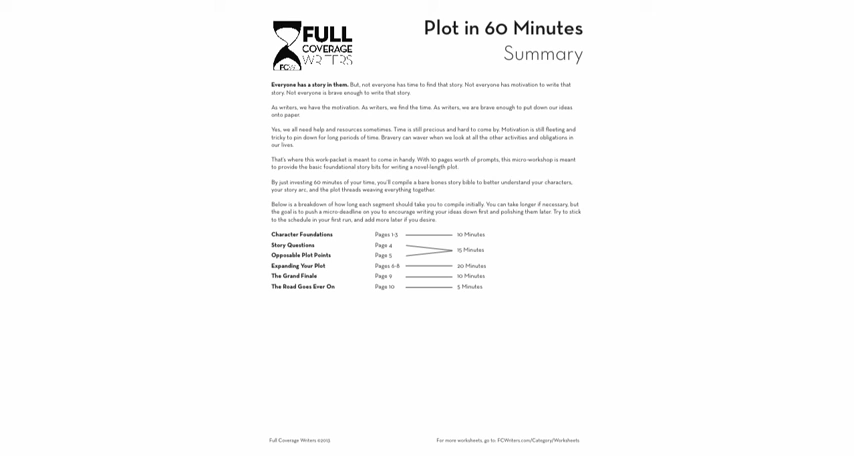 FULL
COVERAGE
WRITERS
FCW
Plot in 60 Minutes
Summary
Everyone has a story in them. But, not everyone has time to find that story. Not everyone has motivation to write that
story. Not everyone is brave enough to write that story.
As writers, we have the motivation. As writers, we find the time. As writers, we are brave enough to put down our ideas
onto paper.
Yes, we all need help and resources sometimes. Time is still precious and hard to come by. Motivation is still fleeting and
tricky to pin down for long periods of time. Bravery can waver when we look at all the other activities and obligations in
our lives.
That's where this work-packet is meant to come in handy. With 10 pages worth of prompts, this micro-workshop is meant
to provide the basic foundational story bits for writing a novel-length plot.
By just investing 60 minutes of your time, you'll compile a bare bones story bible to better understand your characters,
your story arc, and the plot threads weaving everything together.
Below is a breakdown of how long each segment should take you to compile initially. You can take longer if necessary, but
the goal is to push a micro-deadline on you to encourage writing your ideas down first and polishing them later. Try to stick
to the schedule in your first run, and add more later if you desire.
Character Foundations Pages 1-3 10 Minutes
Story Questions Page 4
15 Minutes
Opposable Plot Points Page 5
Expanding Your Plot Pages 6-8 20 Minutes
The Grand Finale Page 9 10 Minutes
The Road Goes Ever On Page 10 5 Minutes
Full Coverage Writers ©2019 For more worksheets, go to: FCWriters.com/Category/Worksheets